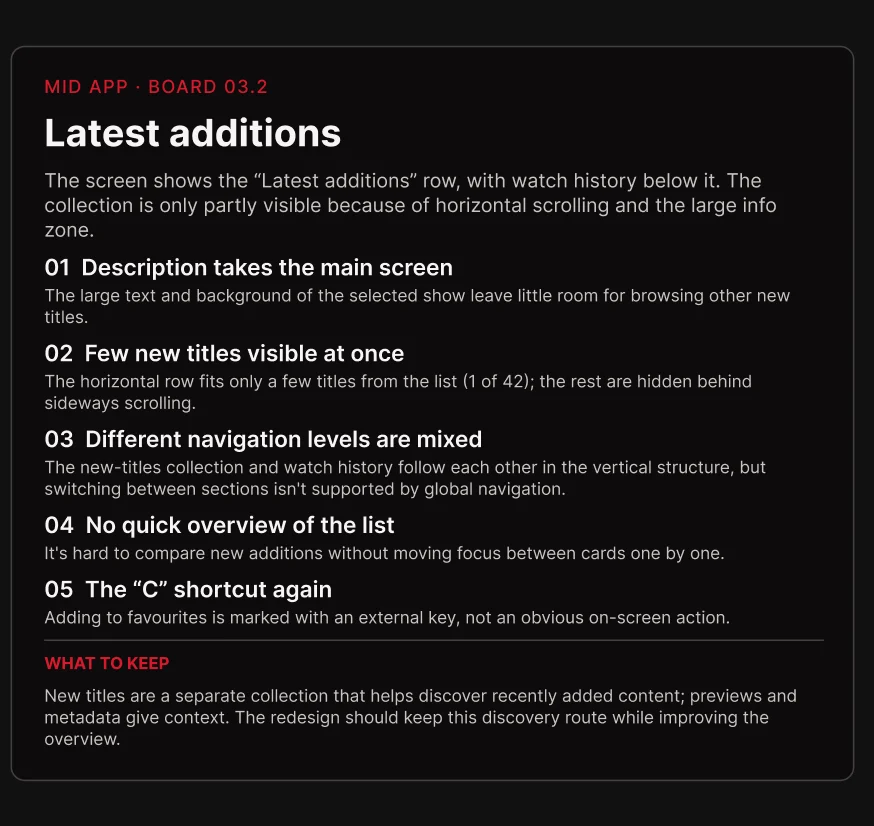 MID APP · BOARD 03.2
Latest additions
The screen shows the “Latest additions” row, with watch history below it. The
collection is only partly visible because of horizontal scrolling and the large info
zone.
01 Description takes the main screen
The large text and background of the selected show leave little room for browsing other new
titles.
02 Few new titles visible at once
The horizontal row fits only a few titles from the list (1 of 42); the rest are hidden behind
sideways scrolling.
03 Different navigation levels are mixed
The new-titles collection and watch history follow each other in the vertical structure, but
switching between sections isn't supported by global navigation.
04 No quick overview of the list
It's hard to compare new additions without moving focus between cards one by one.
05 The “C” shortcut again
Adding to favourites is marked with an external key, not an obvious on-screen action.
WHAT TO KEEP
New titles are a separate collection that helps discover recently added content; previews and
metadata give context. The redesign should keep this discovery route while improving the
overview.